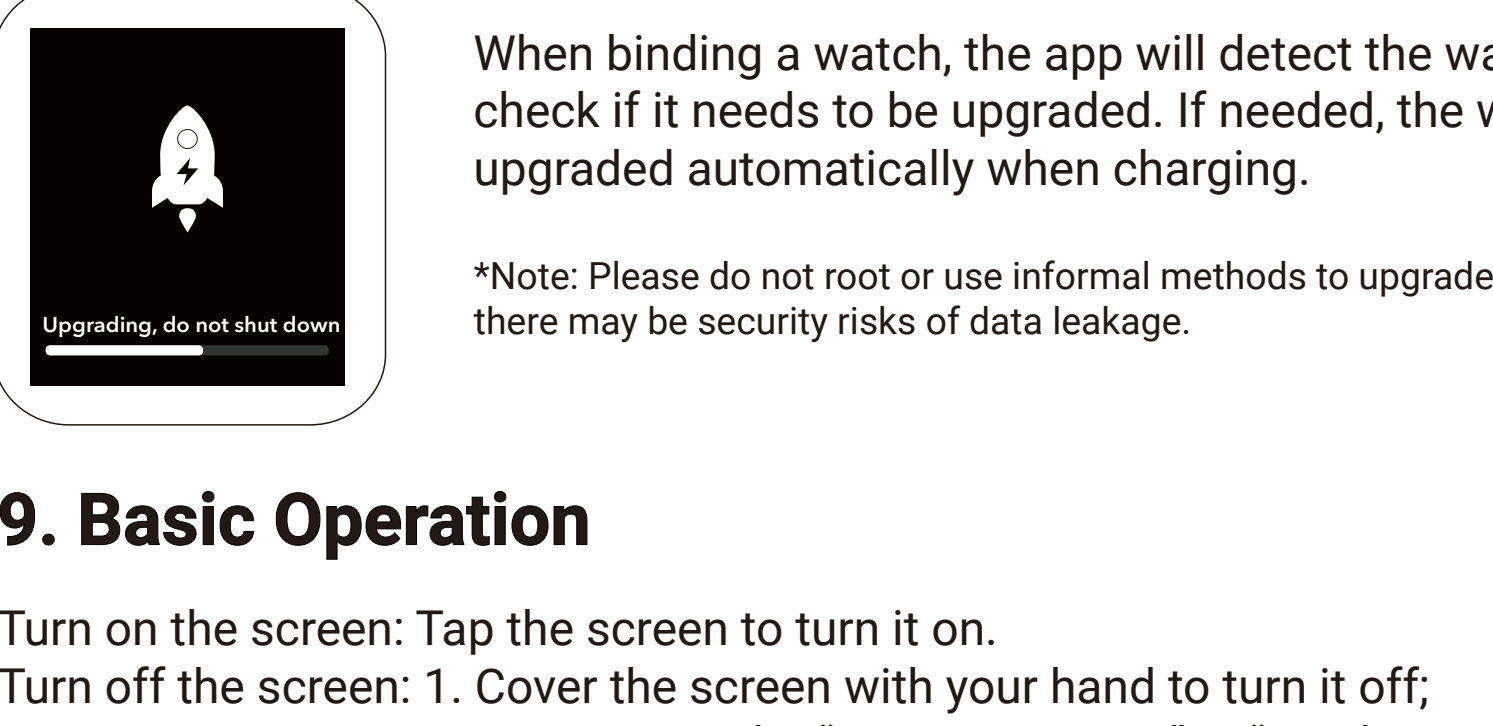 When binding a watch, the app will detect the
check if it needs to be upgraded. If needed, the
upgraded automatically when charging.
*Note: Please do not root or use informal methods to upgrade
there may be security risks of data leakage.
Upgrading, do not shut down
9. Basic Operation
Turn on the screen: Tap the screen to turn it on.
Turn off the screen: 1. Cover the screen with your hand to turn it off;